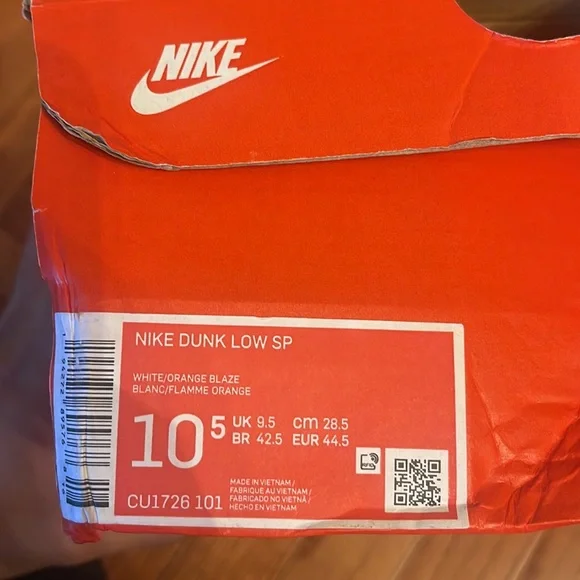 NIKE
NIKE DUNK LOW SP
WHITE/ORANGE BLAZE
BLANC/FLAMME ORANGE
10 5 UK 9.5 cm 28.5
BR 42.5 EUR 44.5
MADE IN VIETNAM/
FABRIQUE AU VIETNAM/
FABRICADO NO VIETNÃ/
CU1726 101 HECHO EN VIETNAM